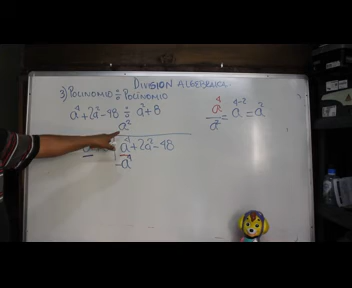 DIVISION ALGEBRAICA
3) POLINOMIO ÷ POLINOMIO
a⁴+2a²-48 ÷ a²+8
a⁴/a² = a⁴⁻² = a²
a²
a⁴+2a²-48
-a⁴